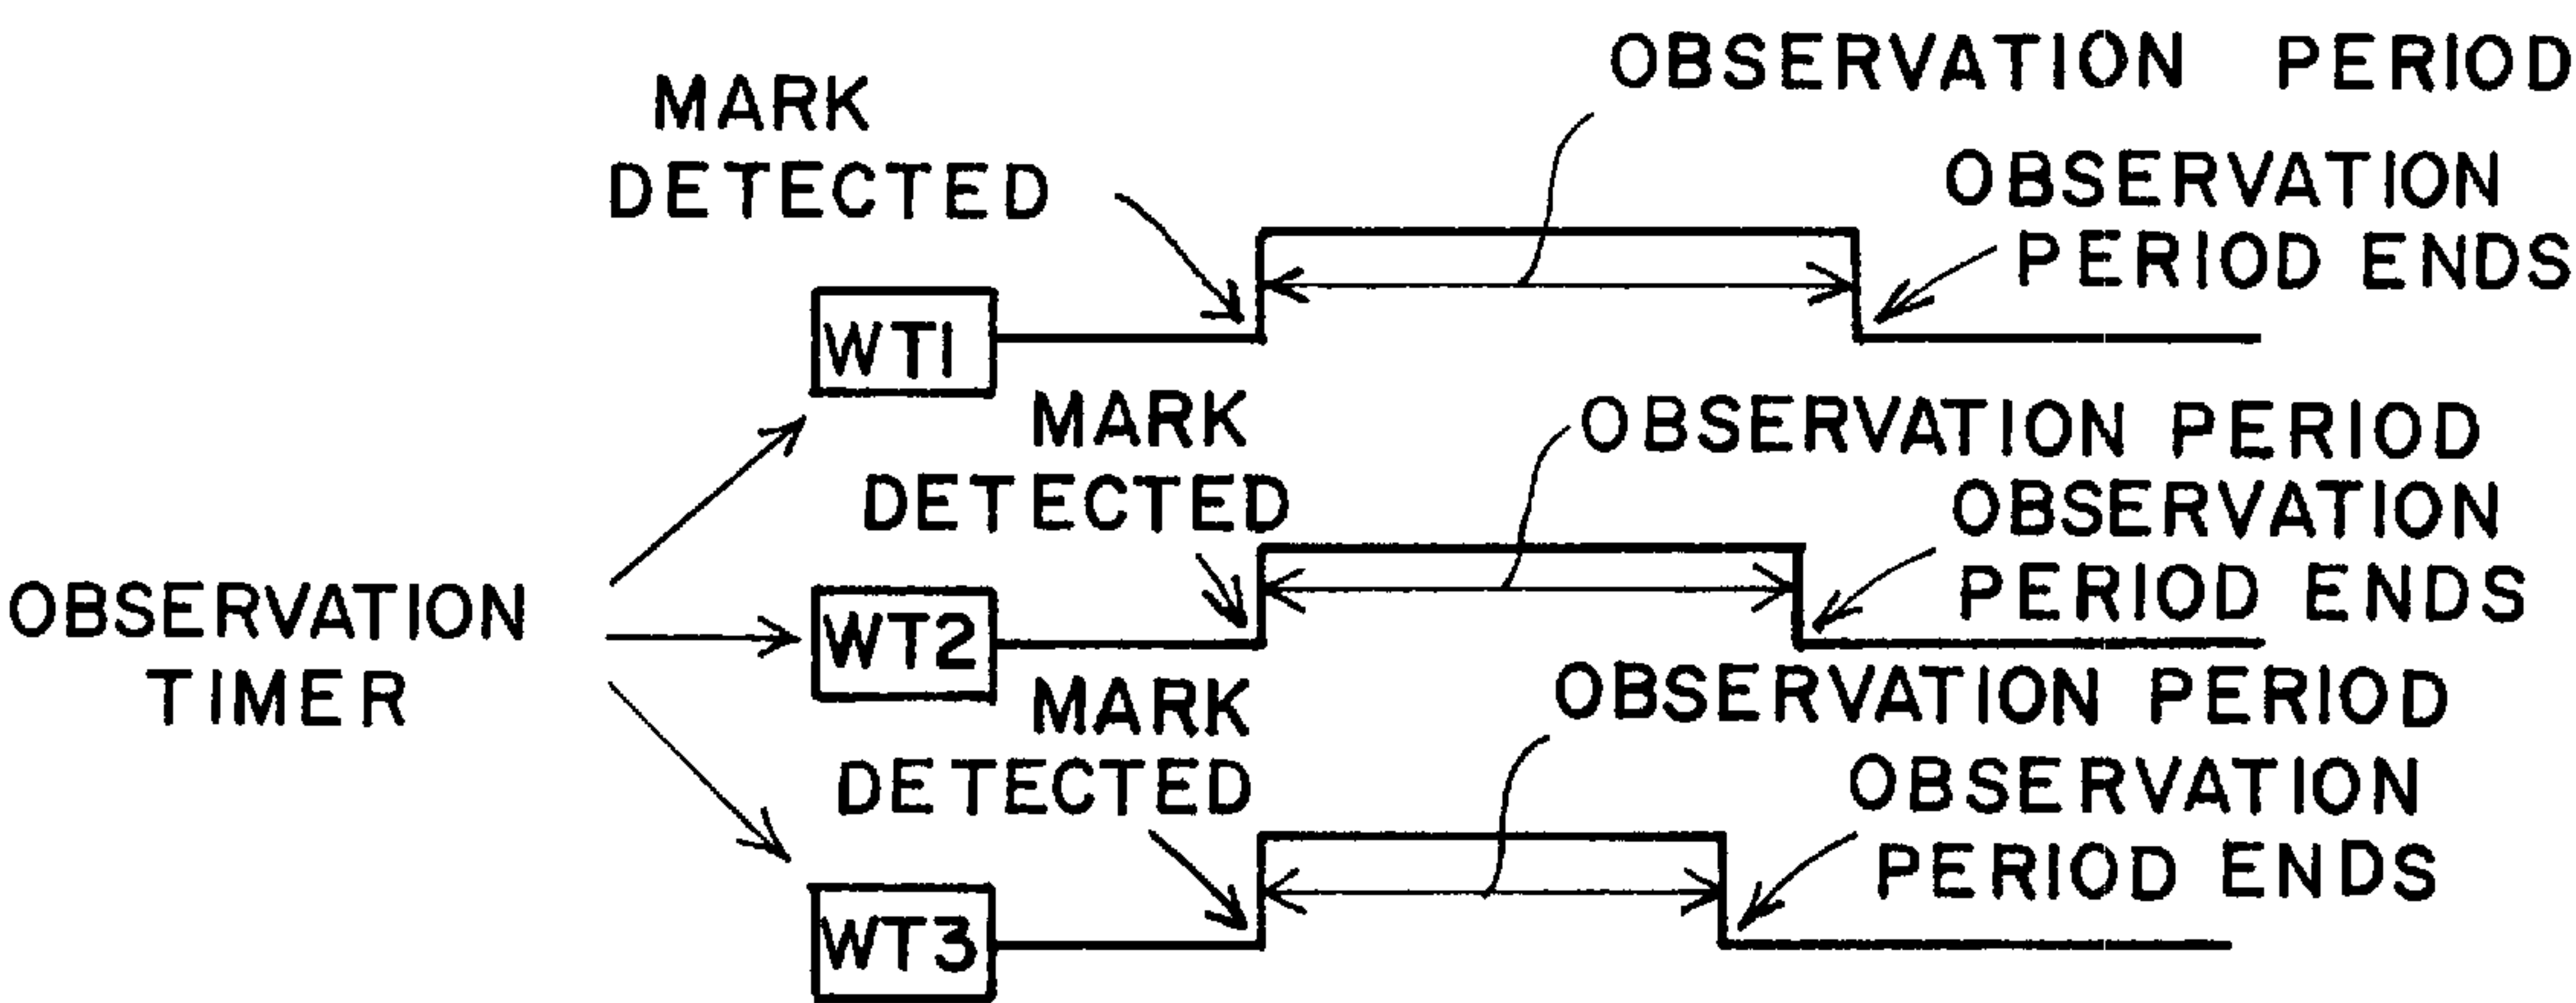 OBSERVATION PERIOD
MARK
DETECTED
OBSERVATION
PERIOD ENDS
WT1
MARK
DETECTED
OBSERVATION PERIOD
OBSERVATION
PERIOD ENDS
OBSERVATION
TIMER
WT2
MARK
DETECTED
OBSERVATION PERIOD
OBSERVATION
PERIOD ENDS
WT3